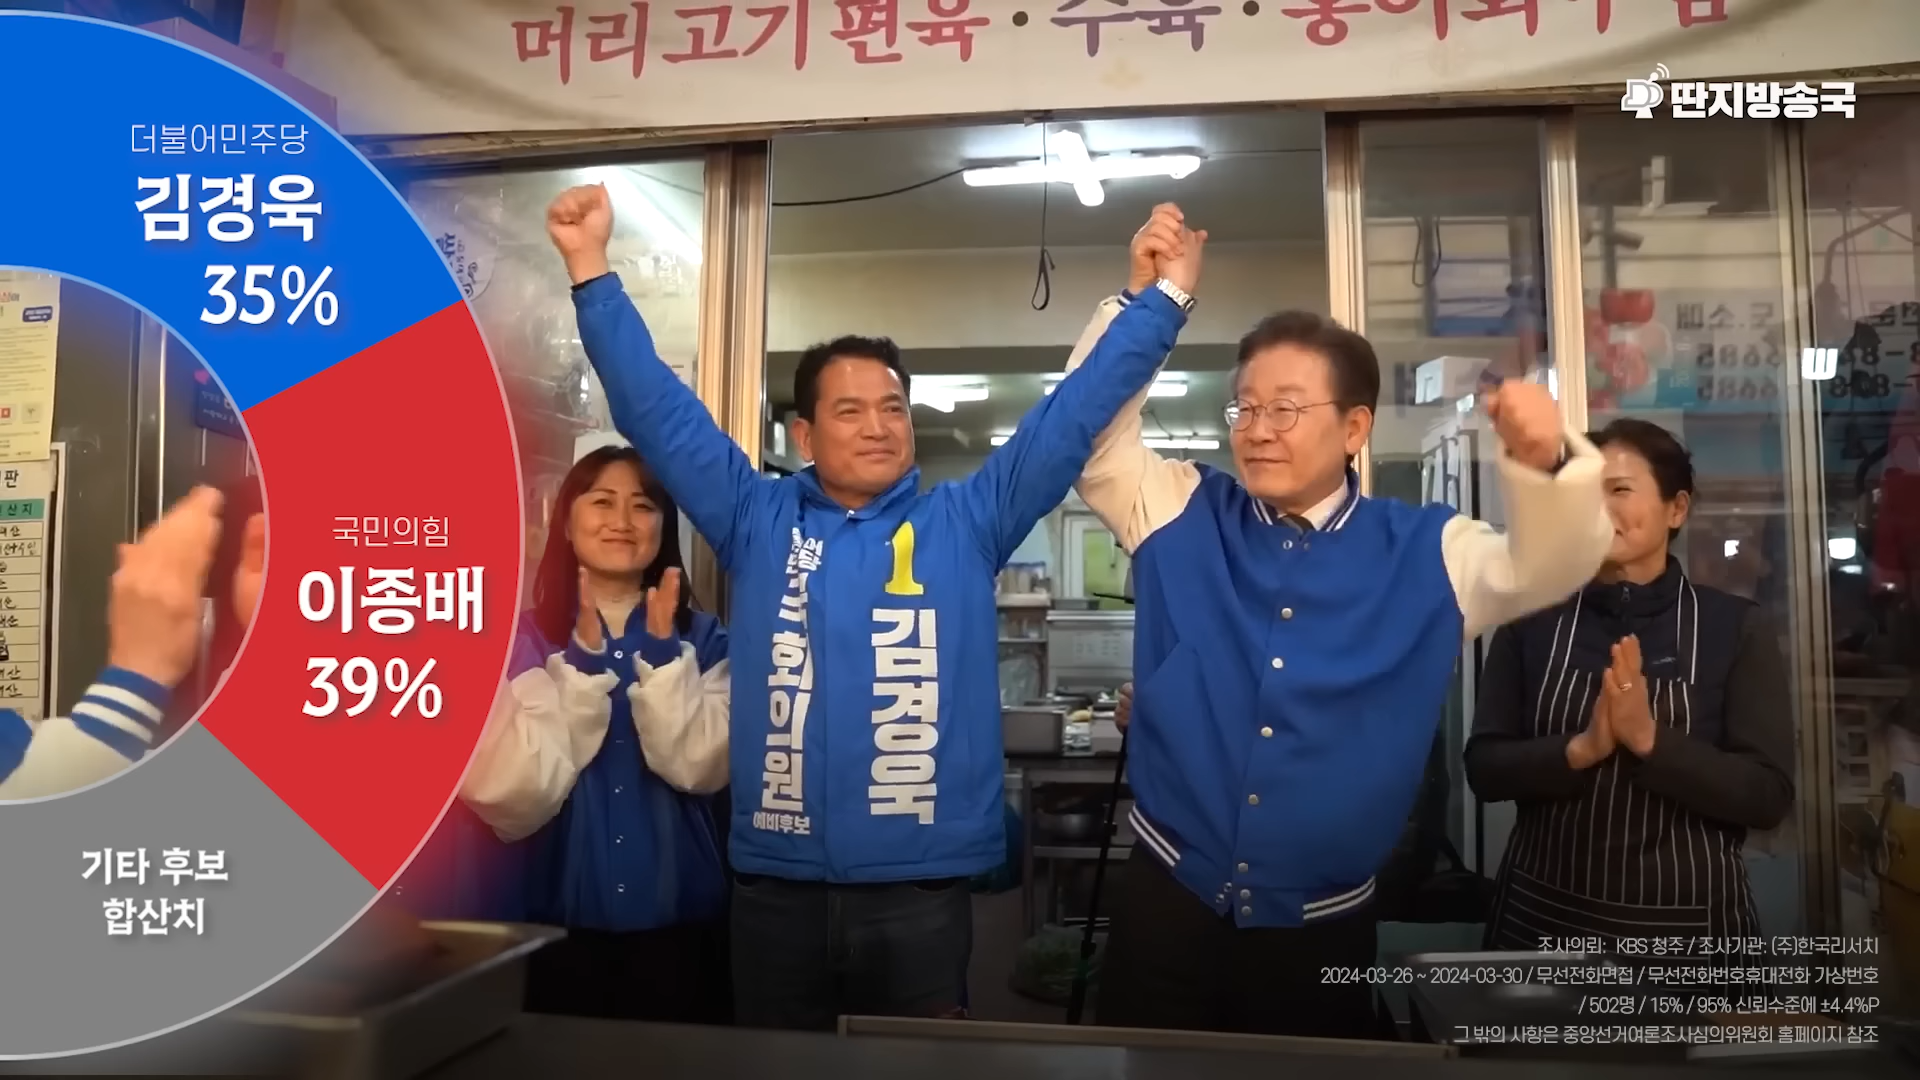 머리고기 편육 · 수육 ·
딴지방송국
더불어민주당
김경욱
35%
국민의힘
이종배
39%
기타 후보
합산치
1
김경욱
국회의원
예비후보
조사의뢰: KBS 청주 / 조사기관: (주)한국리서치
2024-03-26 ~ 2024-03-30 / 무선전화면접 / 무선전화번호휴대전화 가상번호
/ 502명 / 15% / 95% 신뢰수준에 ±4.4%P
그 밖의 사항은 중앙선거여론조사심의위원회 홈페이지 참조